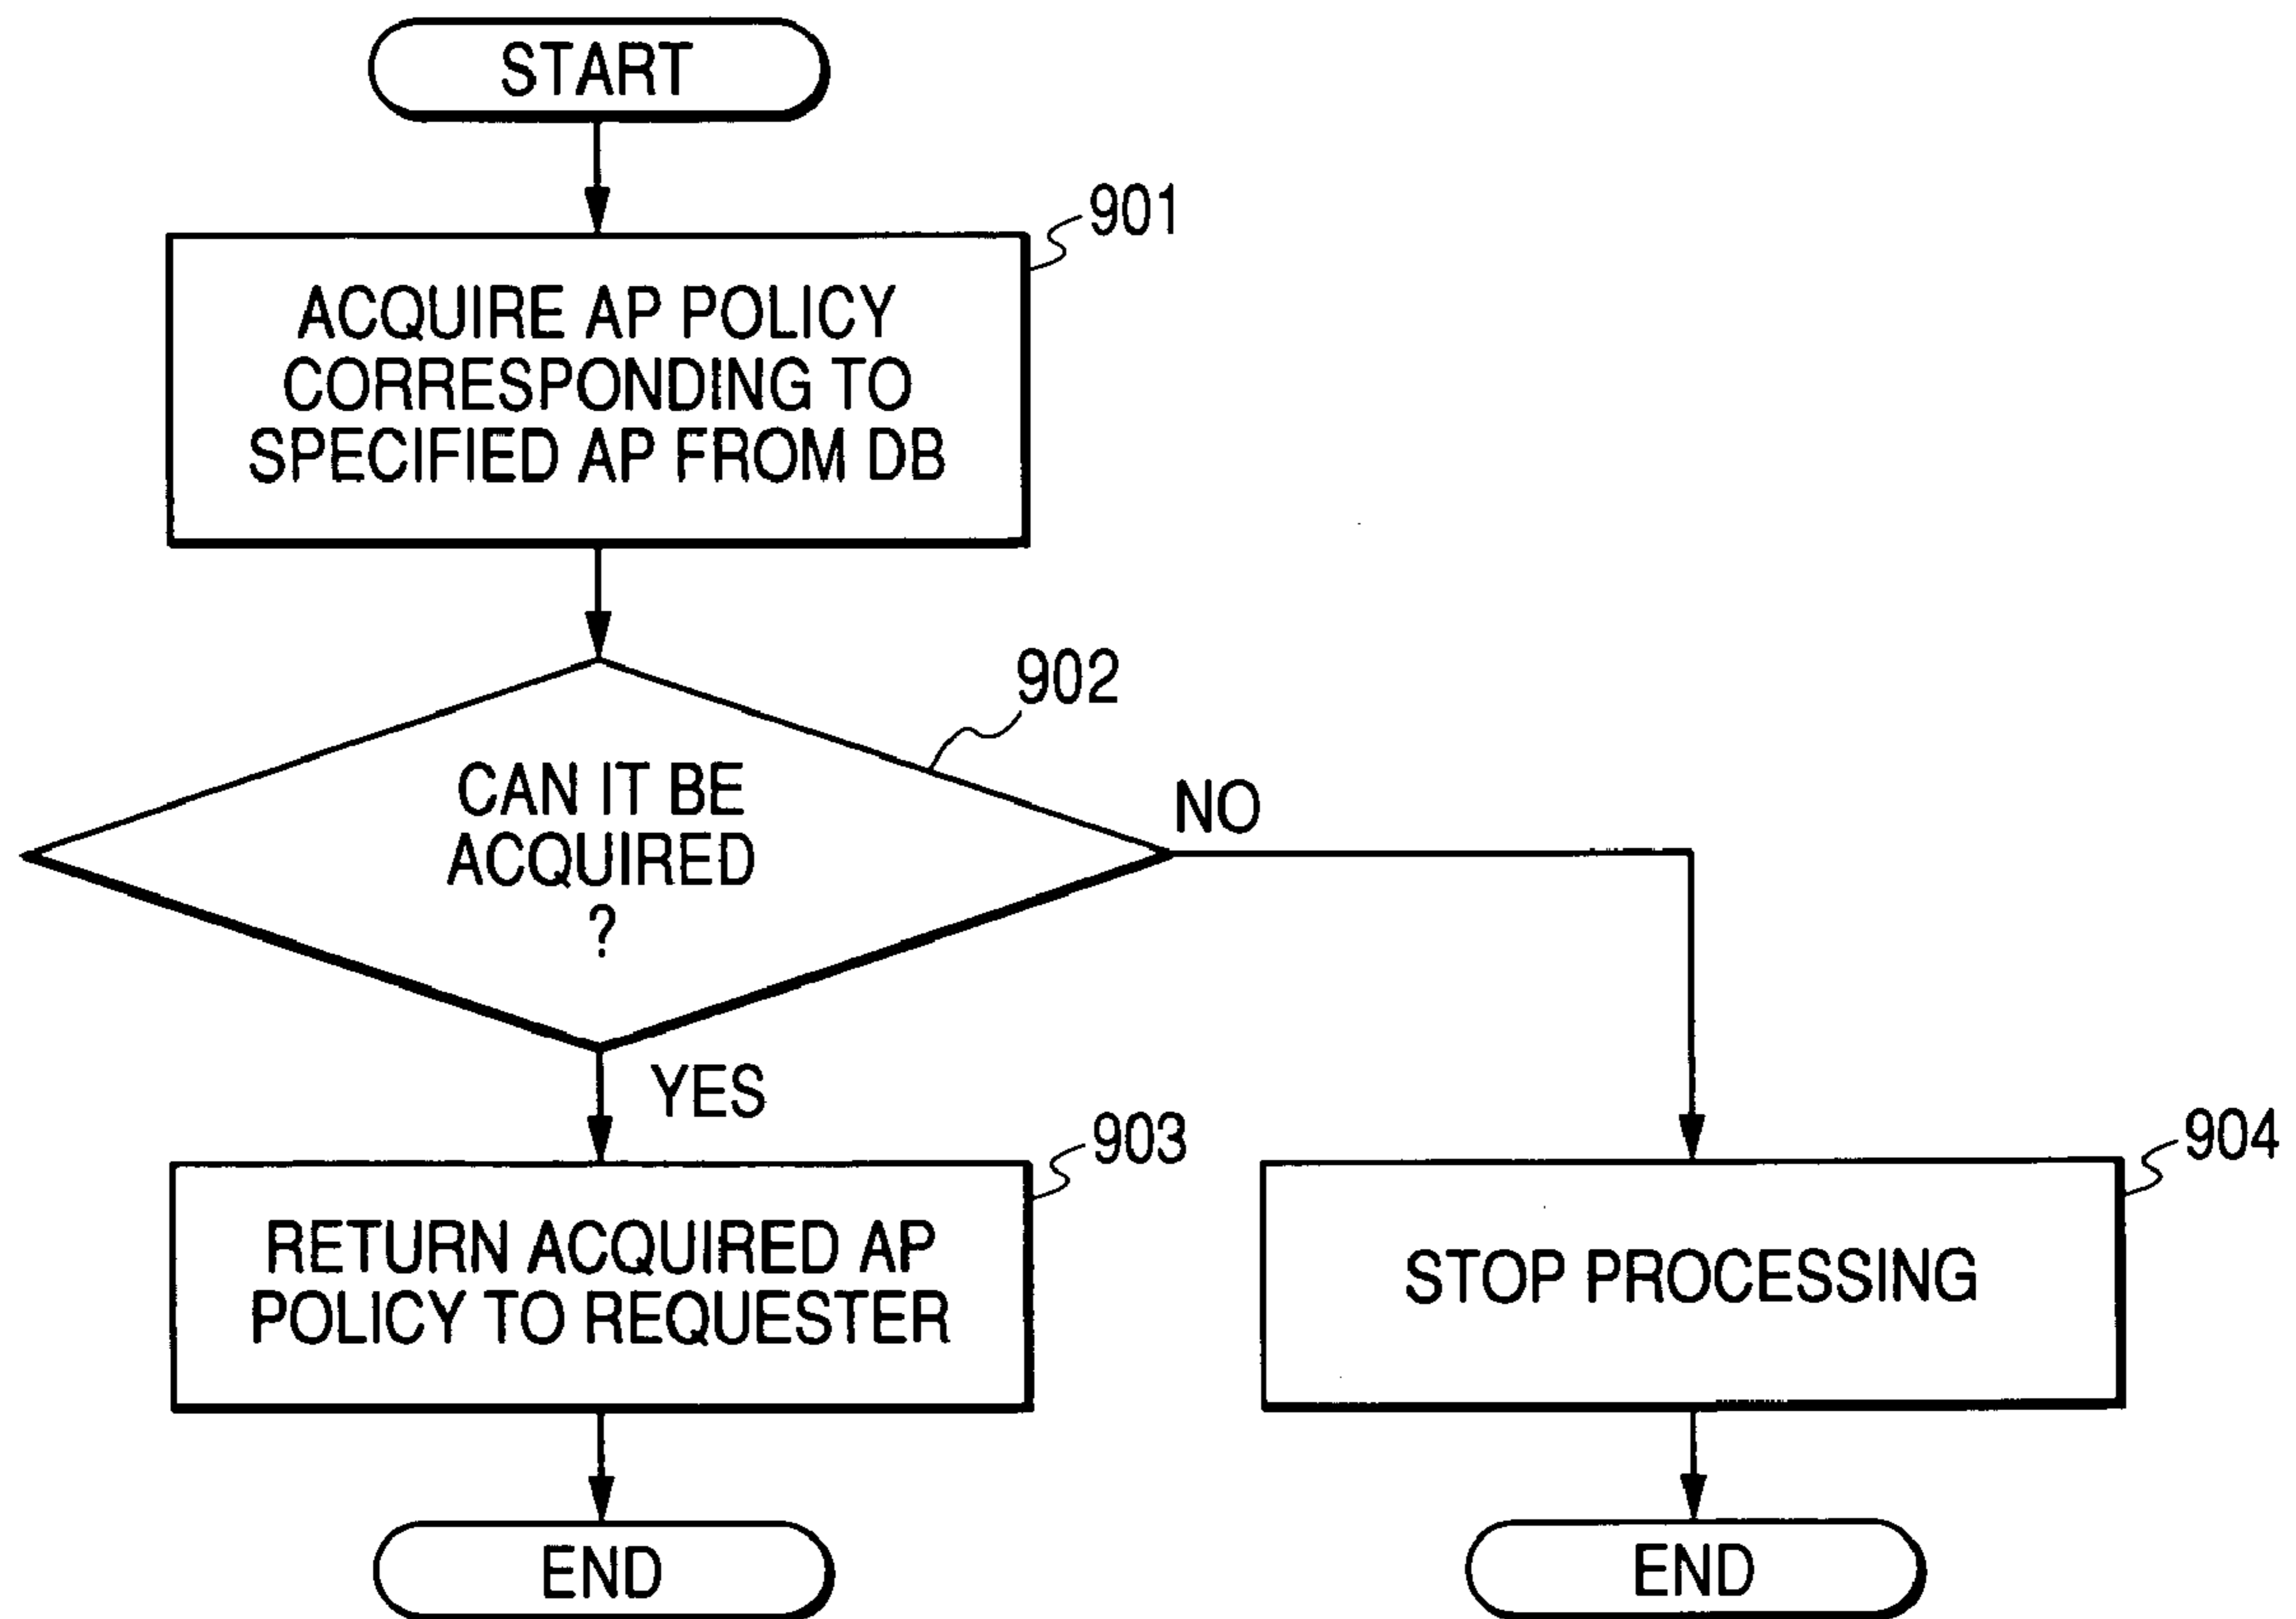 START
901
ACQUIRE AP POLICY
CORRESPONDING TO
SPECIFIED AP FROM DB
902
CAN IT BE
ACQUIRED
?
NO
YES
903
RETURN ACQUIRED AP
POLICY TO REQUESTER
904
STOP PROCESSING
END
END